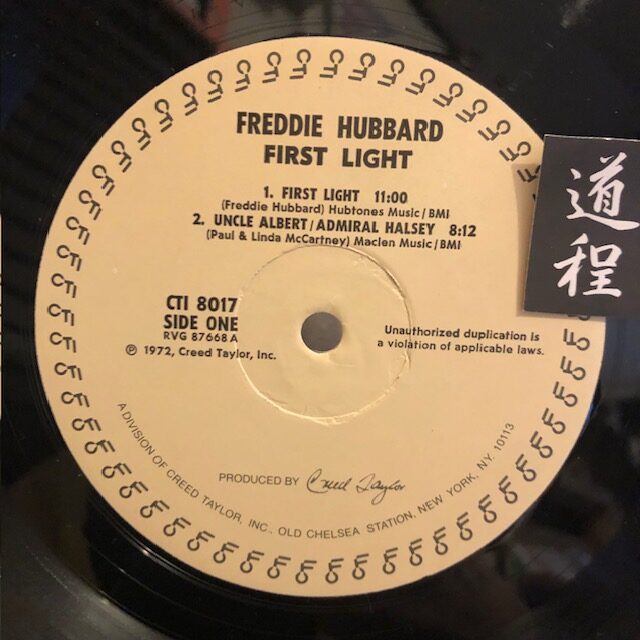 FREDDIE HUBBARD
FIRST LIGHT
1. FIRST LIGHT 11:00
(Freddie Hubbard) Hubtones Music/BMI
2. UNCLE ALBERT/ADMIRAL HALSEY 8:12
(Paul & Linda McCartney) Maclen Music/BMI
CTI 8017
SIDE ONE
RVG 87668 A
℗ 1972, Creed Taylor, Inc.
Unauthorized duplication is
a violation of applicable laws.
PRODUCED BY Creed Taylor
A DIVISION OF CREED TAYLOR, INC., OLD CHELSEA STATION, NEW YORK, N.Y. 10113
道程